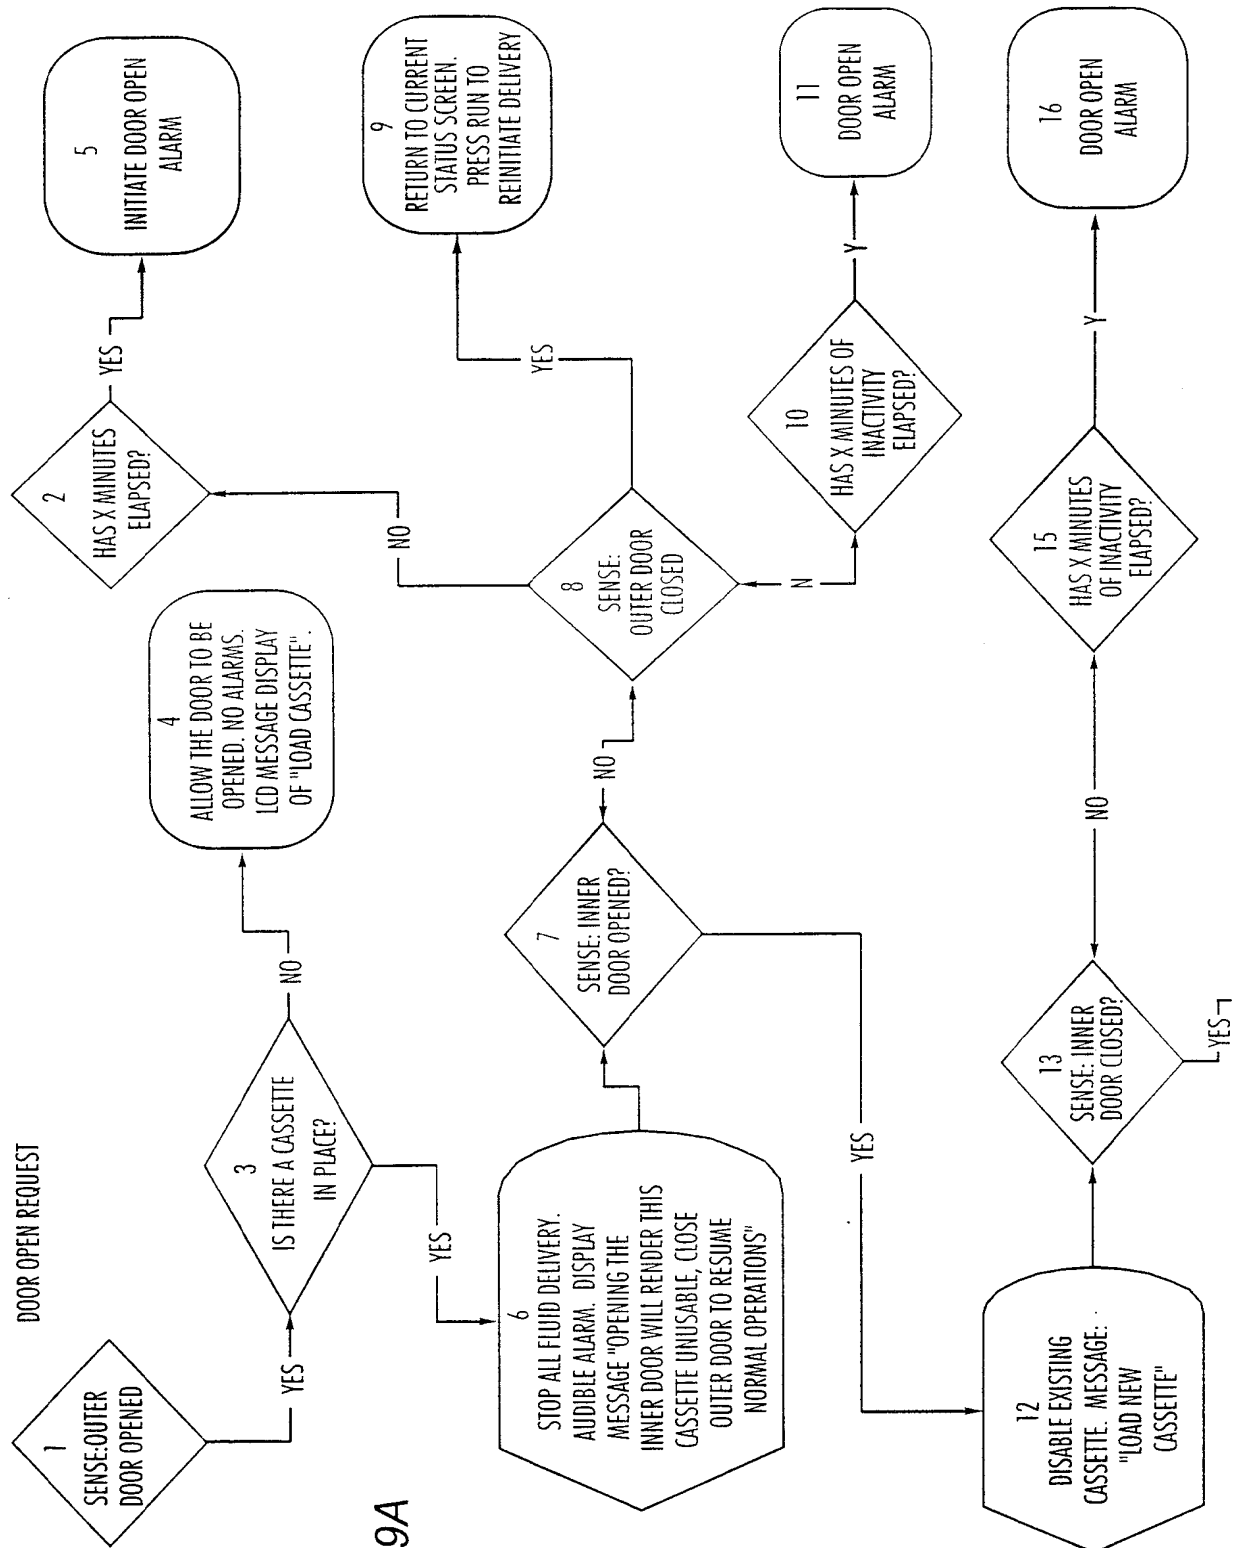 DOOR OPEN REQUEST
1
SENSE:OUTER
DOOR OPENED
YES
3
IS THERE A CASSETTE
IN PLACE?
NO
YES
4
ALLOW THE DOOR TO BE
OPENED. NO ALARMS.
LCD MESSAGE DISPLAY
OF "LOAD CASSETTE".
2
HAS X MINUTES
ELAPSED?
YES
5
INITIATE DOOR OPEN
ALARM
6
STOP ALL FLUID DELIVERY.
AUDIBLE ALARM. DISPLAY
MESSAGE "OPENING THE
INNER DOOR WILL RENDER THIS
CASSETTE UNUSABLE, CLOSE
OUTER DOOR TO RESUME
NORMAL OPERATIONS"
7
SENSE: INNER
DOOR OPENED?
NO
YES
8
SENSE:
OUTER DOOR
CLOSED
NO
YES
N
9
RETURN TO CURRENT
STATUS SCREEN.
PRESS RUN TO
REINITIATE DELIVERY
10
HAS X MINUTES OF
INACTIVITY
ELAPSED?
Y
11
DOOR OPEN
ALARM
12
DISABLE EXISTING
CASSETTE. MESSAGE:
"LOAD NEW
CASSETTE"
13
SENSE: INNER
DOOR CLOSED?
YES
NO
15
HAS X MINUTES
OF INACTIVITY
ELAPSED?
Y
16
DOOR OPEN
ALARM
9A